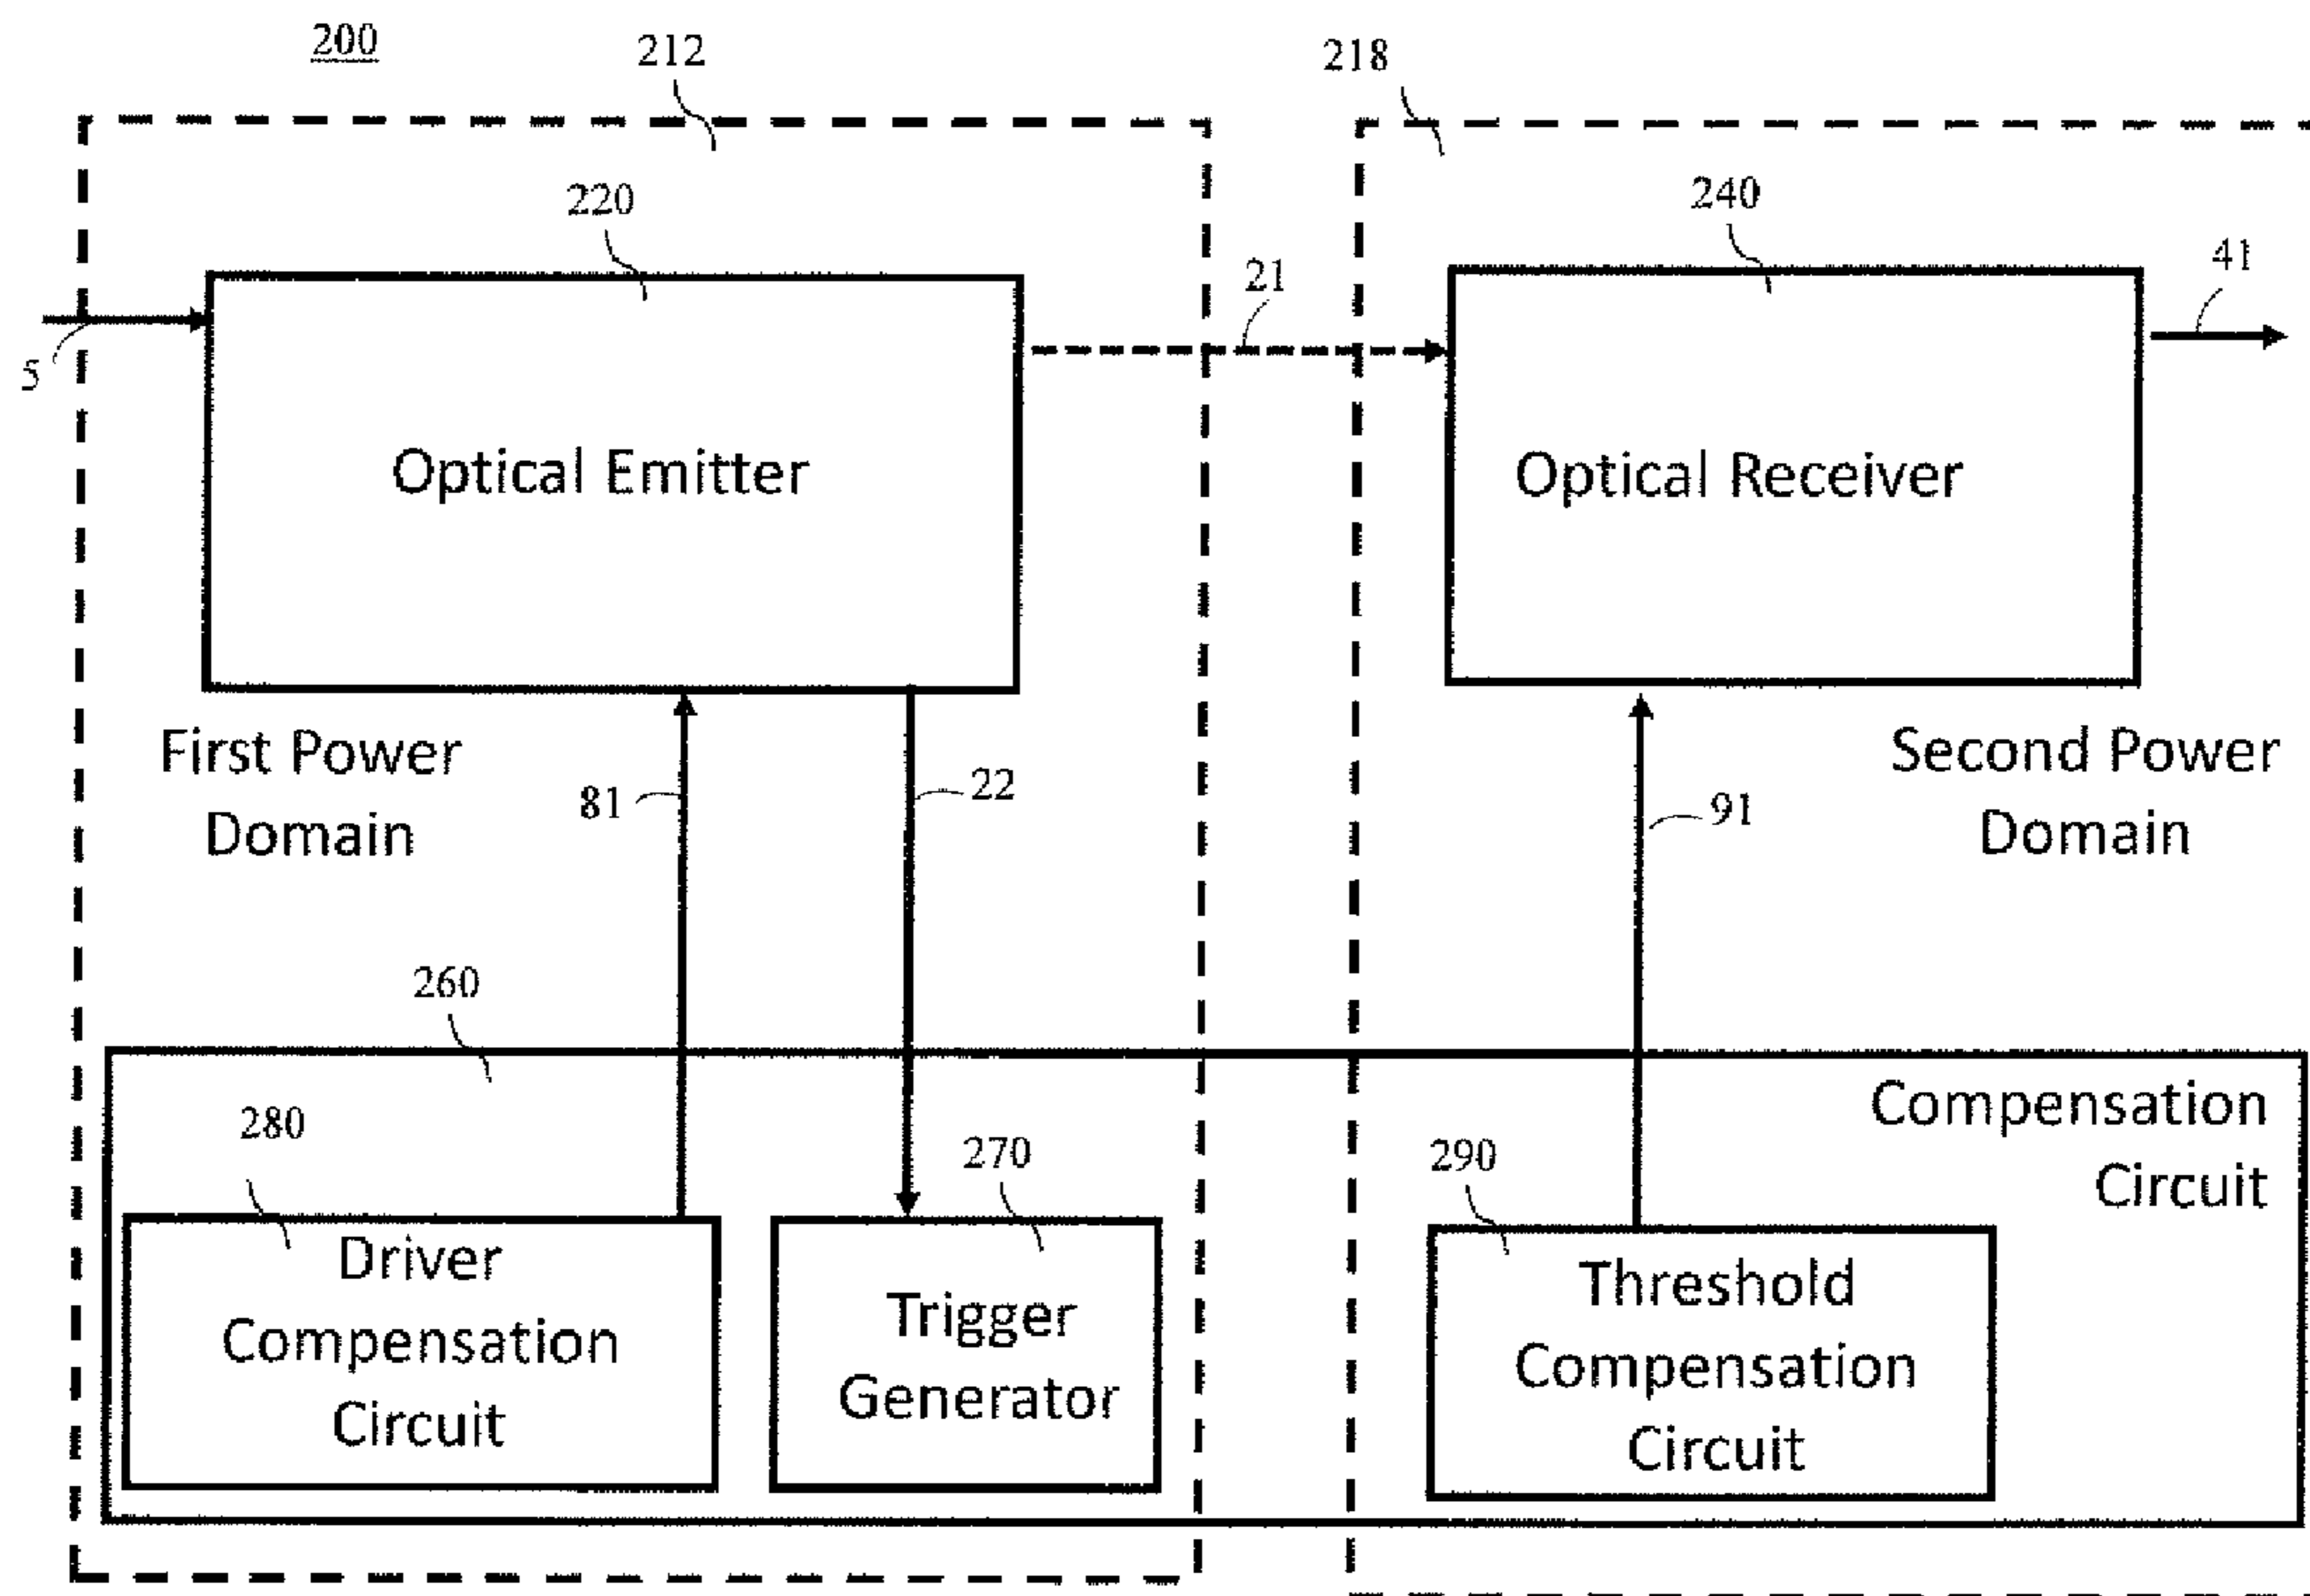 200
212
218
220
240
41
21
5
Optical Emitter
Optical Receiver
First Power
Domain
81
22
91
Second Power
Domain
260
Compensation
Circuit
280
270
290
Driver
Compensation
Circuit
Trigger
Generator
Threshold
Compensation
Circuit